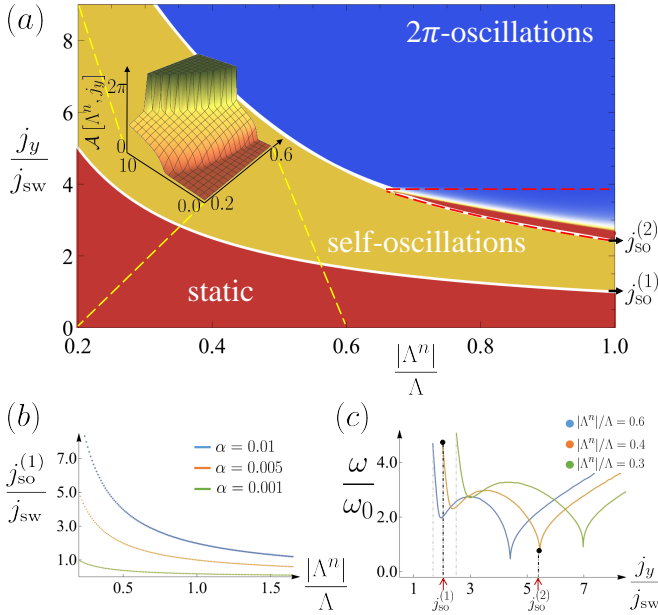 (a)
2π-oscillations
self-oscillations
static
j_y / j_sw
8
6
4
2
0
0.2
0.4
0.6
0.8
1.0
|Λ^n| / Λ
j_so^(2)
j_so^(1)
A [Λ^n, j_y]
2π
0
10
0.0
0.2
0.6
(b)
j_so^(1) / j_sw
7.0
5.0
3.0
1.0
0.5
1.0
1.5
|Λ^n| / Λ
α = 0.01
α = 0.005
α = 0.001
(c)
ω / ω_0
4.0
2.0
0.0
1
3
5
7
j_so^(1)
j_so^(2)
j_y / j_sw
|Λ^n|/Λ = 0.6
|Λ^n|/Λ = 0.4
|Λ^n|/Λ = 0.3